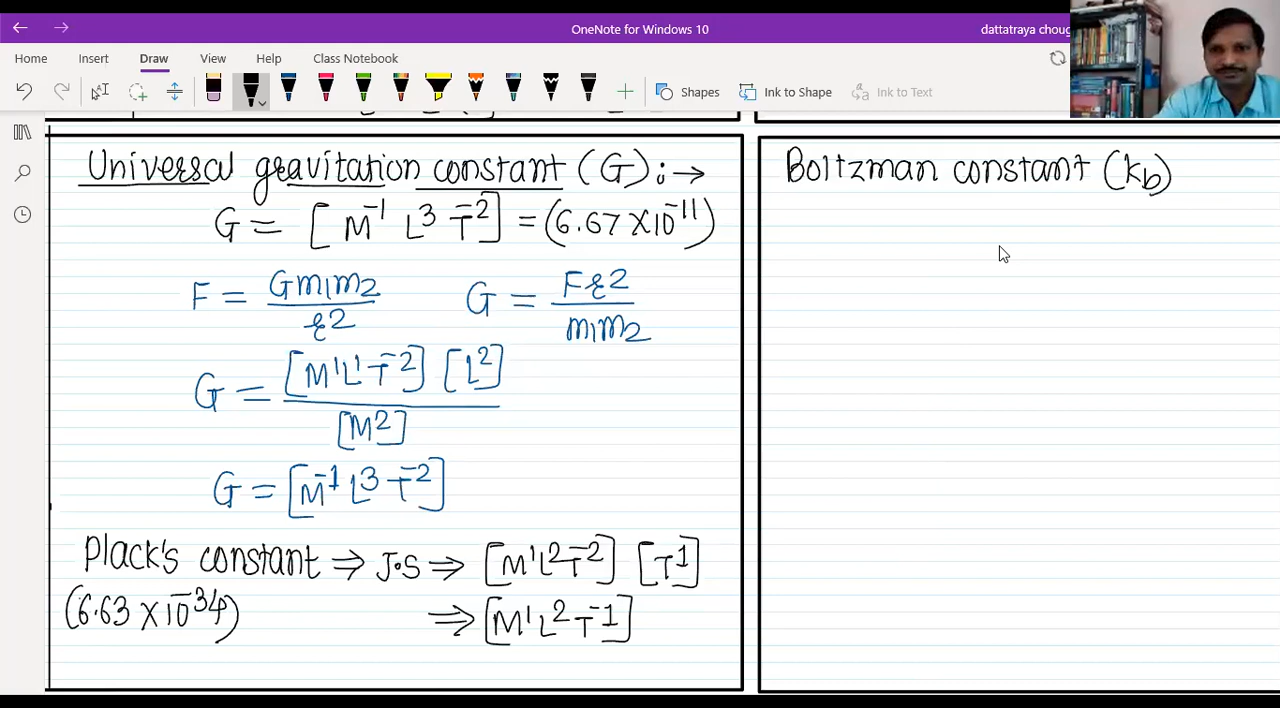 OneNote for Windows 10
dattatraya choug
Home Insert Draw View Help Class Notebook
Shapes Ink to Shape Ink to Text
Universal gravitation constant (G) :→
G = [M⁻¹ L³ T⁻²] = (6.67 X10⁻¹¹)
F = Gm1m2/r2 G = Fr2/m1m2
G = [M¹L¹T⁻²] [L²]/[M²]
G = [M⁻¹ L³ T⁻²]
Plack's constant ⇒ J·S ⇒ [M¹L²T⁻²] [T¹]
(6.63 X10⁻³⁴) ⇒ [M¹L²T⁻¹]
Boltzman constant (kb)